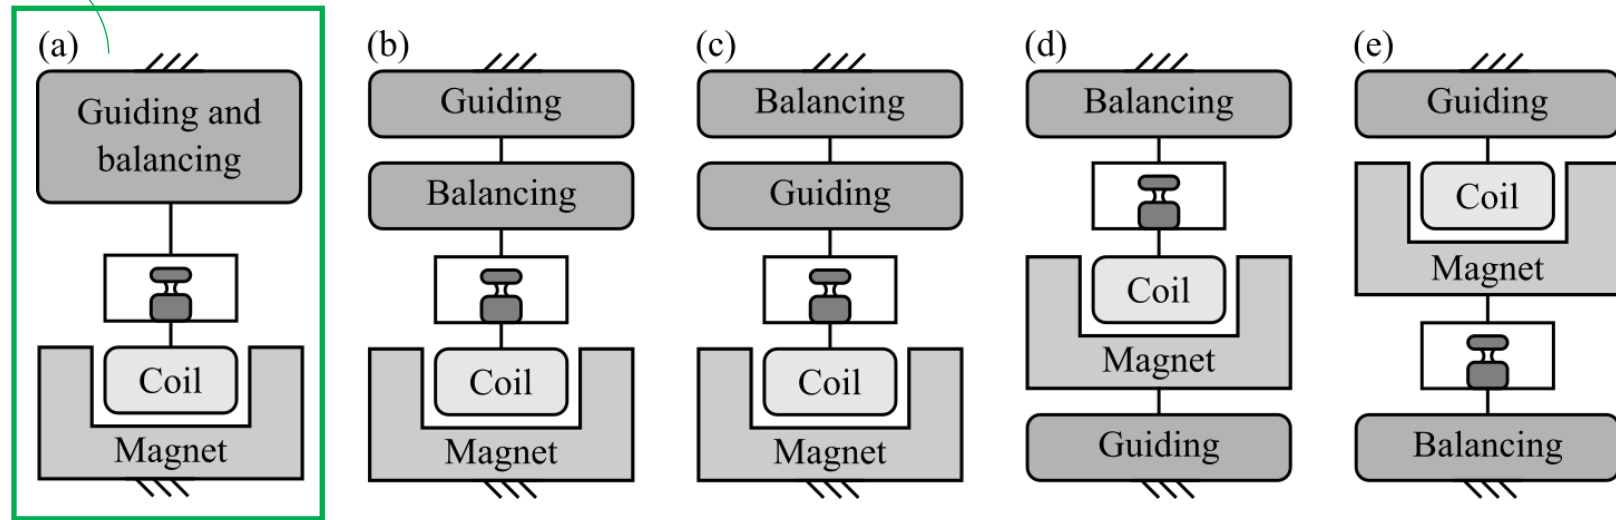 (a)
Guiding and
balancing
Coil
Magnet
(b)
Guiding
Balancing
Coil
Magnet
(c)
Balancing
Guiding
Coil
Magnet
(d)
Balancing
Coil
Magnet
Guiding
(e)
Guiding
Coil
Magnet
Balancing